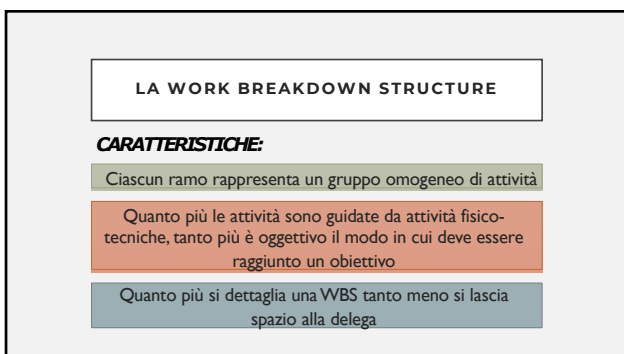 LA WORK BREAKDOWN STRUCTURE
CARATTERISTICHE:
Ciascun ramo rappresenta un gruppo omogeneo di attività
Quanto più le attività sono guidate da attività fisico-
tecniche, tanto più è oggettivo il modo in cui deve essere
raggiunto un obiettivo
Quanto più si dettaglia una WBS tanto meno si lascia
spazio alla delega